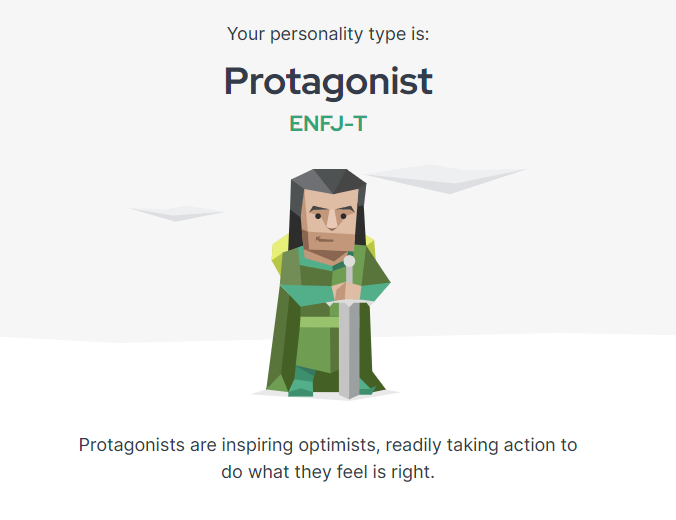 Your personality type is:
Protagonist
ENFJ-T
Protagonists are inspiring optimists, readily taking action to
do what they feel is right.